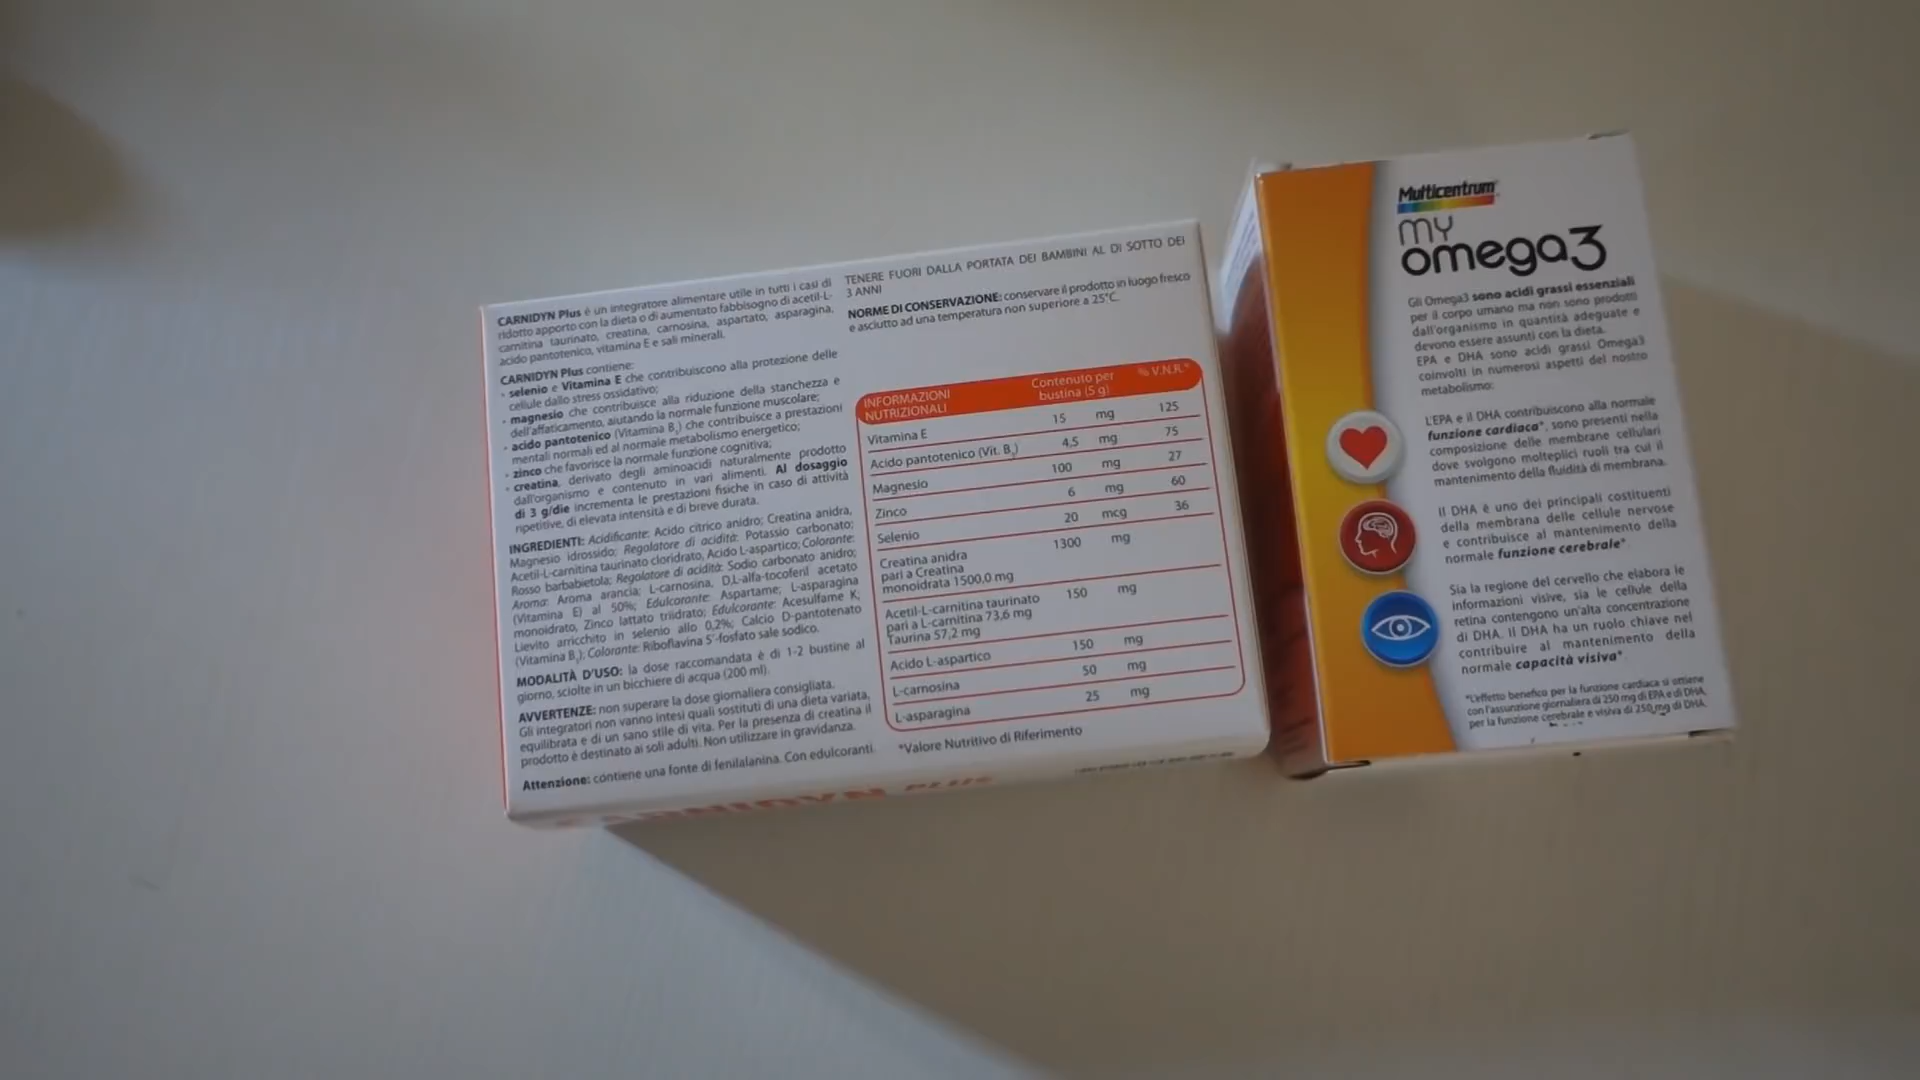 CARNIDYN Plus è un integratore alimentare utile in tutti i casi di
ridotto apporto con la dieta o di aumentato fabbisogno di acetil-L-
carnitina taurinato, creatina, carnosina, aspartato, asparagina,
acido pantotenico, vitamina E e sali minerali.
CARNIDYN Plus contiene:
- selenio e Vitamina E che contribuiscono alla protezione delle
cellule dallo stress ossidativo;
- magnesio che contribuisce alla riduzione della stanchezza e
dell'affaticamento, aiutando la normale funzione muscolare;
- acido pantotenico (Vitamina B5) che contribuisce a prestazioni
mentali normali ed al normale metabolismo energetico;
- zinco che favorisce la normale funzione cognitiva;
- creatina, derivato degli aminoacidi naturalmente prodotto
dall'organismo e contenuto in vari alimenti. Al dosaggio
di 3 g/die incrementa le prestazioni fisiche in caso di attività
ripetitive, di elevata intensità e di breve durata.
INGREDIENTI: Acidificante: Acido citrico anidro; Creatina anidra,
Magnesio idrossido; Regolatore di acidità: Potassio carbonato;
Acetil-L-carnitina taurinato cloridrato, Acido L-aspartico; Colorante:
Rosso barbabietola; Regolatore di acidità: Sodio carbonato anidro;
Aroma: Aroma arancia; L-carnosina, D,L-alfa-tocoferil acetato
(Vitamina E) al 50%; Edulcorante: Aspartame; L-asparagina
monoidrato, Zinco lattato triidrato; Edulcorante: Acesulfame K;
Lievito arricchito in selenio allo 0,2%; Calcio D-pantotenato
(Vitamina B5); Colorante: Riboflavina 5'-fosfato sale sodico.
MODALITÀ D'USO: la dose raccomandata è di 1-2 bustine al
giorno, sciolte in un bicchiere di acqua (200 ml).
AVVERTENZE: non superare la dose giornaliera consigliata.
Gli integratori non vanno intesi quali sostituti di una dieta variata,
equilibrata e di un sano stile di vita. Per la presenza di creatina il
prodotto è destinato ai soli adulti. Non utilizzare in gravidanza.
Attenzione: contiene una fonte di fenilalanina. Con edulcoranti.
TENERE FUORI DALLA PORTATA DEI BAMBINI AL DI SOTTO DEI
3 ANNI
NORME DI CONSERVAZIONE: conservare il prodotto in luogo fresco
e asciutto ad una temperatura non superiore a 25°C.
INFORMAZIONI NUTRIZIONALI Contenuto per bustina (5 g) % V.N.R.*
Vitamina E 15 mg 125
Acido pantotenico (Vit. B5) 4,5 mg 75
Magnesio 100 mg 27
Zinco 6 mg 60
Selenio 20 mcg 36
Creatina anidra 1300 mg
pari a Creatina
monoidrata 1500,0 mg
Acetil-L-carnitina taurinato 150 mg
pari a L-carnitina 73,6 mg
Taurina 57,2 mg
Acido L-aspartico 150 mg
L-carnosina 50 mg
L-asparagina 25 mg
*Valore Nutritivo di Riferimento
CARNIDYN PLUS
Multicentrum
my
omega3
Gli Omega3 sono acidi grassi essenziali
per il corpo umano ma non sono prodotti
dall'organismo in quantità adeguate e
devono essere assunti con la dieta.
EPA e DHA sono acidi grassi Omega3
coinvolti in numerosi aspetti del nostro
metabolismo:
L'EPA e il DHA contribuiscono alla normale
funzione cardiaca*, sono presenti nella
composizione delle membrane cellulari
dove svolgono molteplici ruoli tra cui il
mantenimento della fluidità di membrana.
Il DHA è uno dei principali costituenti
della membrana delle cellule nervose
e contribuisce al mantenimento della
normale funzione cerebrale*.
Sia la regione del cervello che elabora le
informazioni visive, sia le cellule della
retina contengono un'alta concentrazione
di DHA. Il DHA ha un ruolo chiave nel
contribuire al mantenimento della
normale capacità visiva*.
*L'effetto benefico per la funzione cardiaca si ottiene
con l'assunzione giornaliera di 250 mg di EPA e di DHA,
per la funzione cerebrale e visiva di 250 mg di DHA.